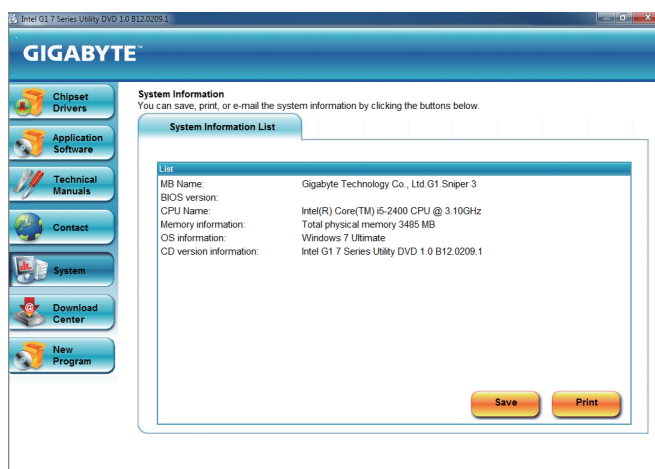 Intel G1 7 Series Utility DVD 1.0 B12.0209.1
GIGABYTE™
Chipset
Drivers
Application
Software
Technical
Manuals
Contact
System
Download
Center
New
Program
System Information
You can save, print, or e-mail the system information by clicking the buttons below.
System Information List
List
MB Name: Gigabyte Technology Co., Ltd.G1.Sniper 3
BIOS version:
CPU Name: Intel(R) Core(TM) i5-2400 CPU @ 3.10GHz
Memory information: Total physical memory 3485 MB
OS information: Windows 7 Ultimate
CD version information: Intel G1 7 Series Utility DVD 1.0 B12.0209.1
Save Print